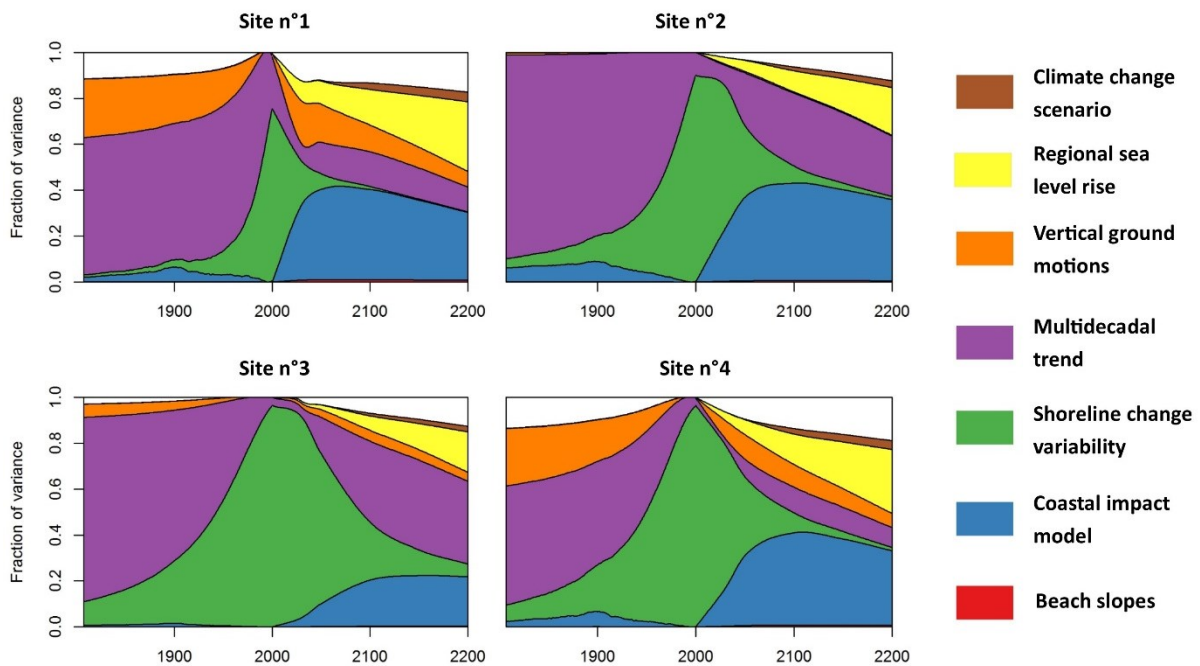 Site n°1
Site n°2
Fraction of variance
0.0 0.2 0.4 0.6 0.8 1.0
1900 2000 2100 2200
1900 2000 2100 2200
Site n°3
Site n°4
Fraction of variance
0.0 0.2 0.4 0.6 0.8 1.0
1900 2000 2100 2200
1900 2000 2100 2200
Climate change
scenario
Regional sea
level rise
Vertical ground
motions
Multidecadal
trend
Shoreline change
variability
Coastal impact
model
Beach slopes